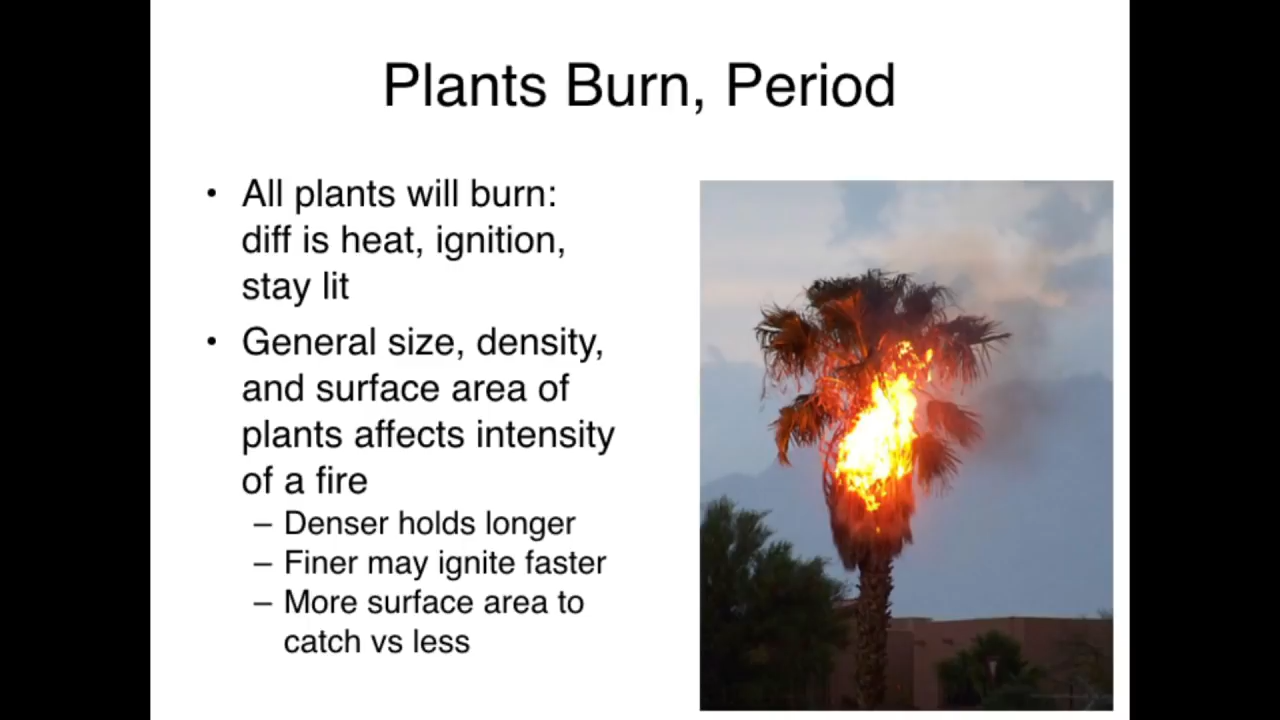 Plants Burn, Period
• All plants will burn:
diff is heat, ignition,
stay lit
• General size, density,
and surface area of
plants affects intensity
of a fire
– Denser holds longer
– Finer may ignite faster
– More surface area to
catch vs less